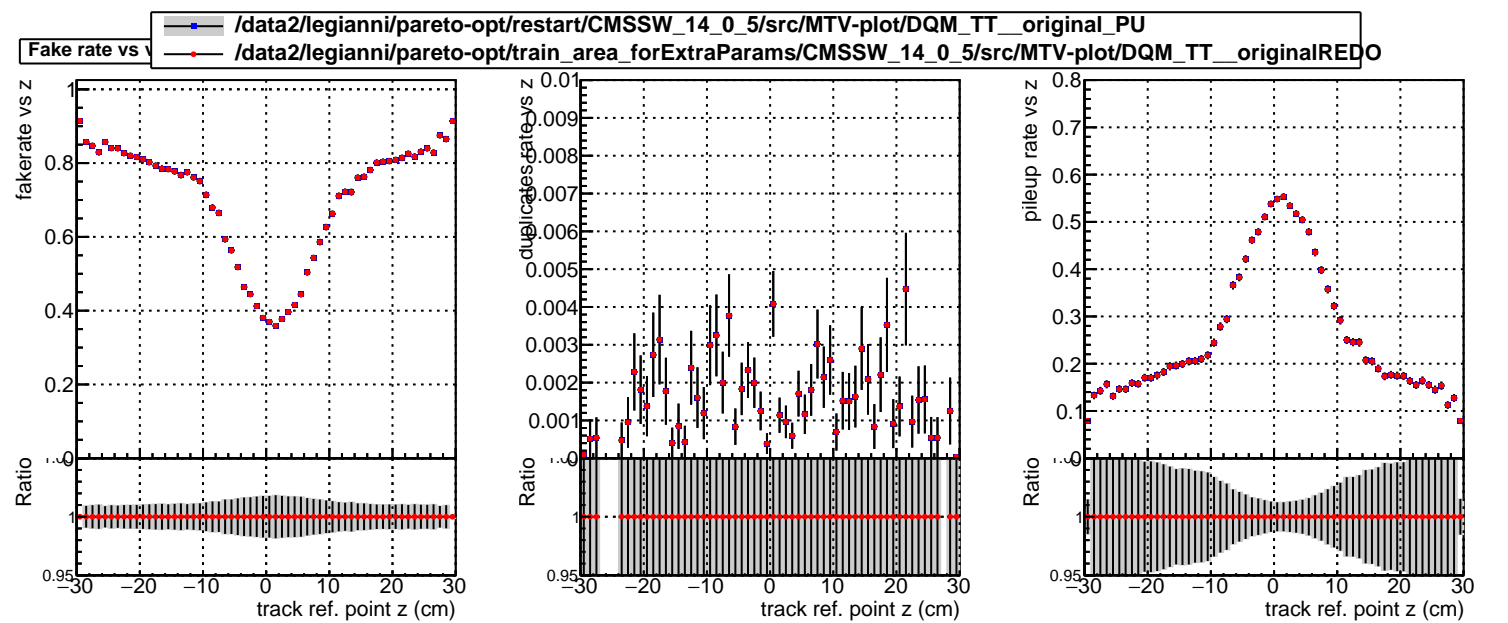 /data2/legianni/pareto-opt/restart/CMSSW_14_0_5/src/MTV-plot/DQM_TT__original_PU
/data2/legianni/pareto-opt/train_area_forExtraParams/CMSSW_14_0_5/src/MTV-plot/DQM_TT__originalREDO
Fake rate vs v
fakerate vs z
1
0.8
0.6
0.4
0.2
0
Ratio
1
0.95
−30 −20 −10 0 10 20 30
track ref. point z (cm)
duplicates rate vs z
0.01
0.009
0.008
0.007
0.006
0.005
0.004
0.003
0.002
0.001
0
Ratio
1
0.95
−30 −20 −10 0 10 20 30
track ref. point z (cm)
pileup rate vs z
0.8
0.7
0.6
0.5
0.4
0.3
0.2
0.1
0
Ratio
1
0.95
−30 −20 −10 0 10 20 30
track ref. point z (cm)